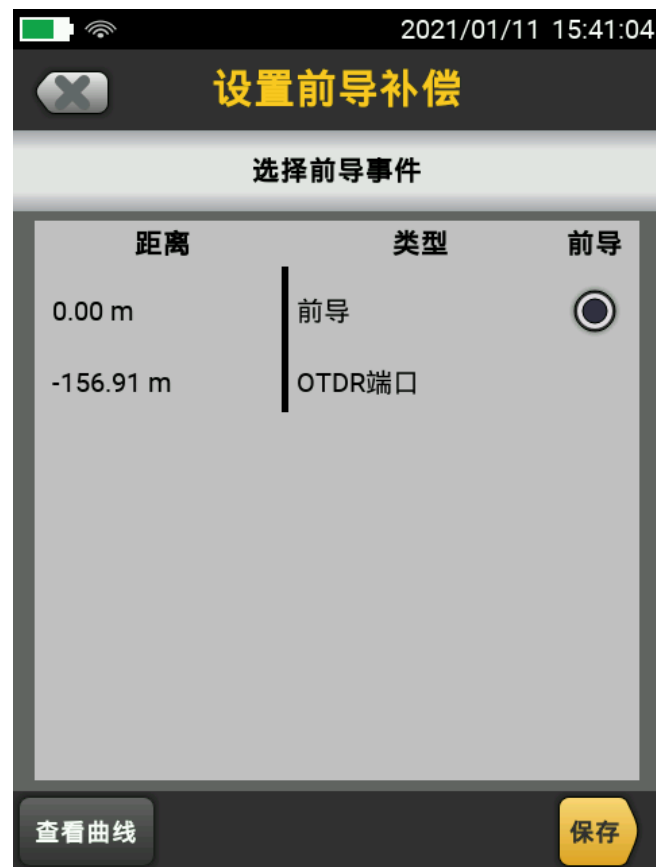 2021/01/11 15:41:04
设置前导补偿
选择前导事件
距离 类型 前导
0.00 m 前导
-156.91 m OTDR端口
查看曲线 保存